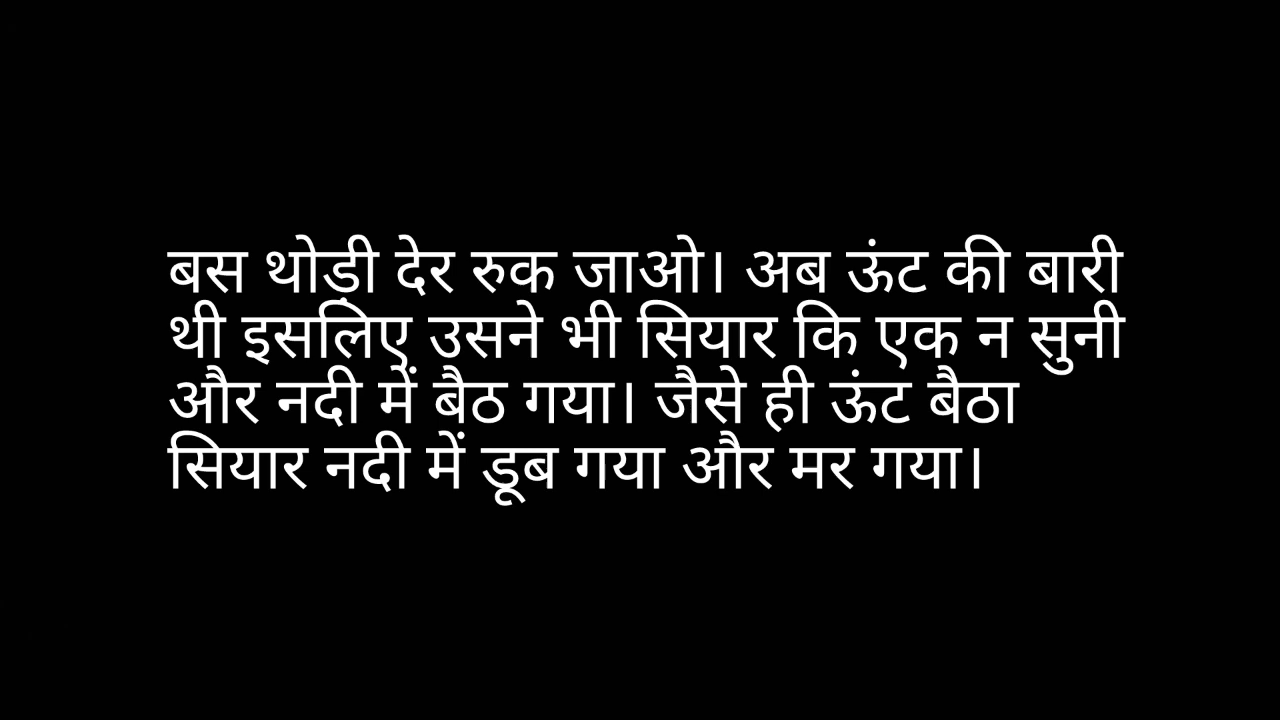 बस थोड़ी देर रुक जाओ। अब ऊंट की बारी
थी इसलिए उसने भी सियार कि एक न सुनी
और नदी में बैठ गया। जैसे ही ऊंट बैठा
सियार नदी में डूब गया और मर गया।